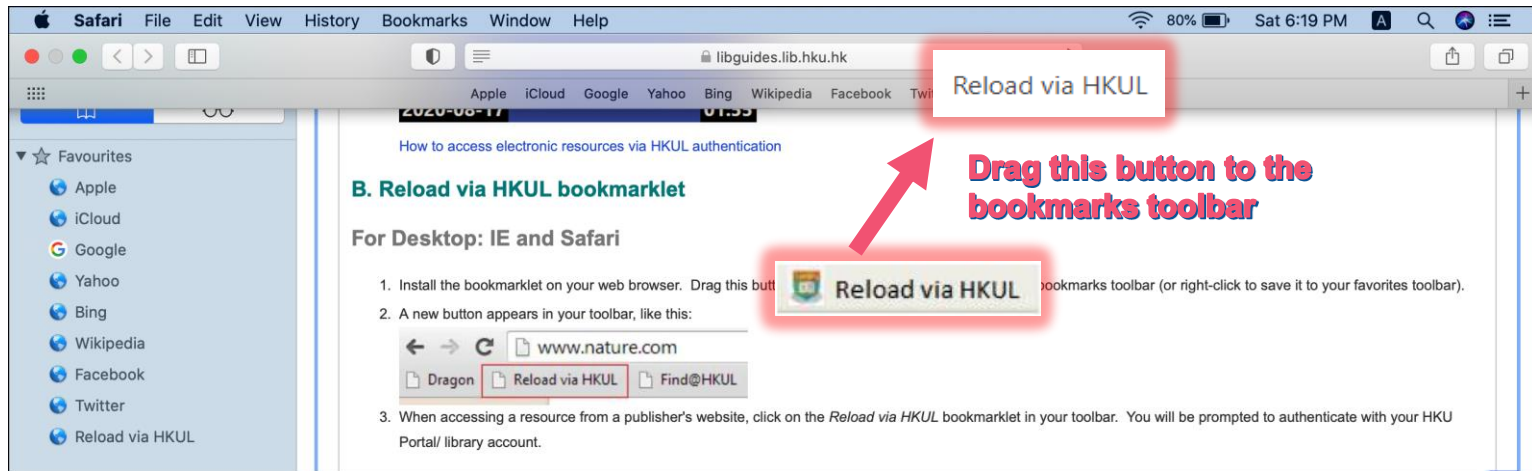 Safari File Edit View History Bookmarks Window Help 80% Sat 6:19 PM A
libguides.lib.hku.hk
Apple iCloud Google Yahoo Bing Wikipedia Facebook
Reload via HKUL
2020-08-17 01:55
Favourites
Apple
iCloud
Google
Yahoo
Bing
Wikipedia
Facebook
Twitter
Reload via HKUL
How to access electronic resources via HKUL authentication
B. Reload via HKUL bookmarklet
Drag this button to the
bookmarks toolbar
For Desktop: IE and Safari
1. Install the bookmarklet on your web browser. Drag this Reload via HKUL bookmarks toolbar (or right-click to save it to your favorites toolbar).
2. A new button appears in your toolbar, like this:
www.nature.com
Dragon Reload via HKUL Find@HKUL
3. When accessing a resource from a publisher's website, click on the Reload via HKUL bookmarklet in your toolbar. You will be prompted to authenticate with your HKU
Portal/ library account.